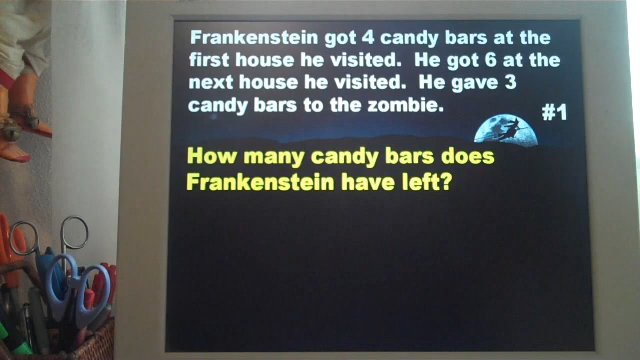 Frankenstein got 4 candy bars at the
first house he visited. He got 6 at the
next house he visited. He gave 3
candy bars to the zombie.
#1
How many candy bars does
Frankenstein have left?